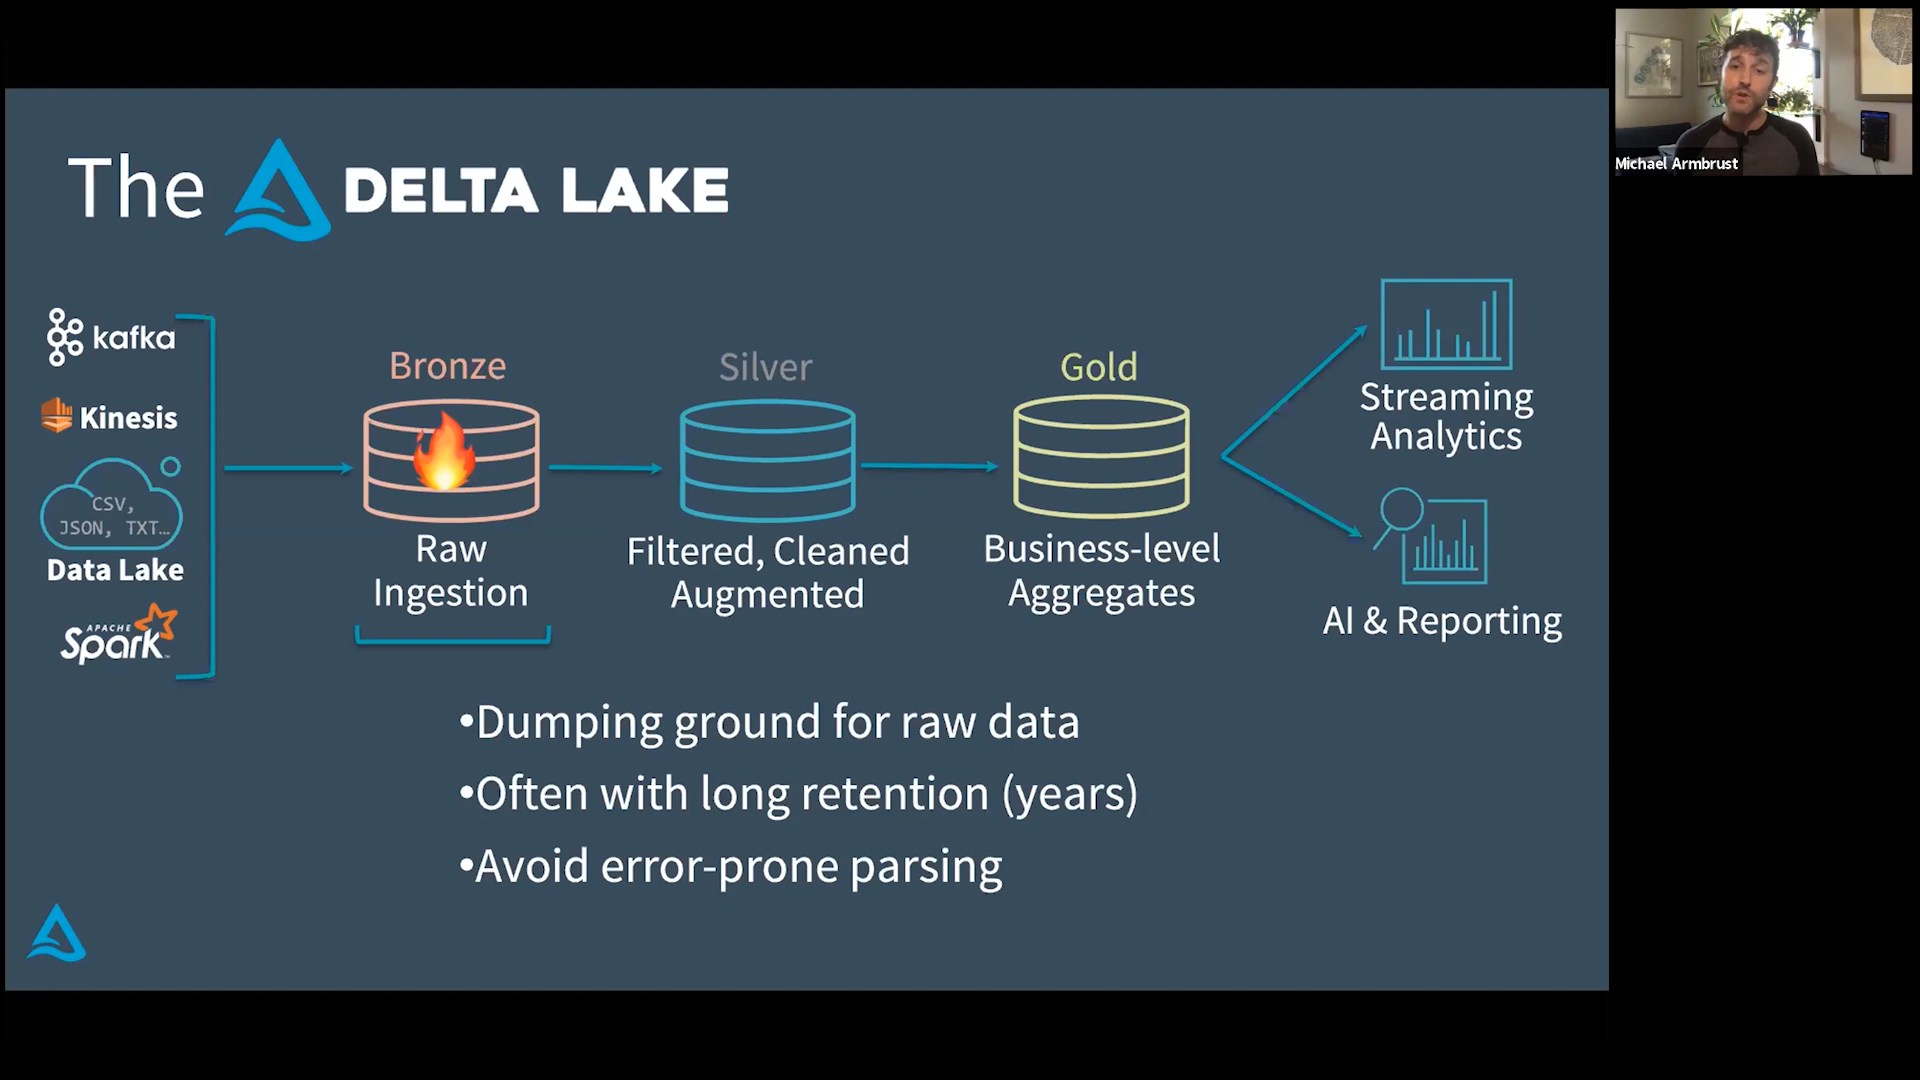 The DELTA LAKE
kafka
Kinesis
CSV,
JSON, TXT...
Data Lake
APACHE
Spark™
Bronze
Raw
Ingestion
Silver
Filtered, Cleaned
Augmented
Gold
Business-level
Aggregates
Streaming
Analytics
AI & Reporting
•Dumping ground for raw data
•Often with long retention (years)
•Avoid error-prone parsing
Michael Armbrust